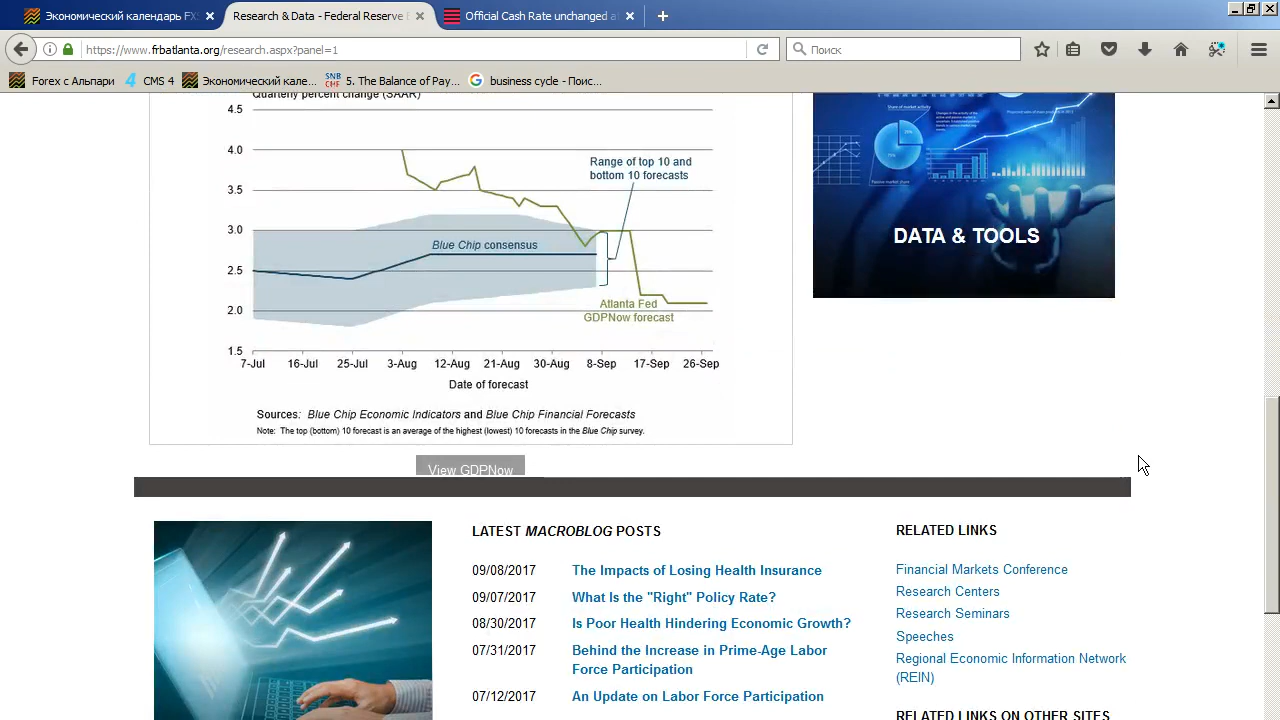 Экономический календарь FX
Research & Data - Federal Reserve
Official Cash Rate unchanged a
https://www.frbatlanta.org/research.aspx?panel=1
Поиск
Forex с Альпари
CMS 4
Экономический кале...
SNB
CHF
5. The Balance of Pay...
business cycle - Поис...
Quarterly percent change (SAAR)
4.5
4.0
3.5
3.0
2.5
2.0
1.5
Range of top 10 and
bottom 10 forecasts
Blue Chip consensus
Atlanta Fed
GDPNow forecast
7-Jul 16-Jul 25-Jul 3-Aug 12-Aug 21-Aug 30-Aug 8-Sep 17-Sep 26-Sep
Date of forecast
Sources: Blue Chip Economic Indicators and Blue Chip Financial Forecasts
Note: The top (bottom) 10 forecast is an average of the highest (lowest) 10 forecasts in the Blue Chip survey.
View GDPNow
Share of market activity
DATA & TOOLS
LATEST MACROBLOG POSTS
09/08/2017 The Impacts of Losing Health Insurance
09/07/2017 What Is the "Right" Policy Rate?
08/30/2017 Is Poor Health Hindering Economic Growth?
07/31/2017 Behind the Increase in Prime-Age Labor
Force Participation
07/12/2017 An Update on Labor Force Participation
RELATED LINKS
Financial Markets Conference
Research Centers
Research Seminars
Speeches
Regional Economic Information Network
(REIN)
RELATED LINKS ON OTHER SITES